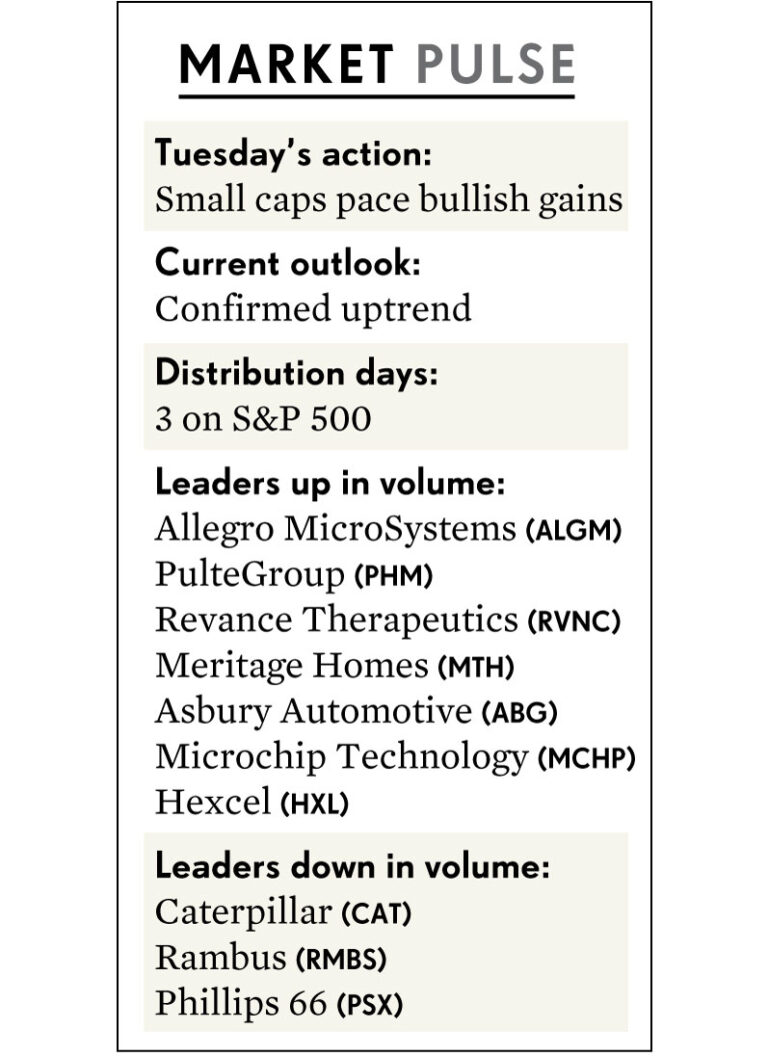 MARKET PULSE
Tuesday’s action:
Small caps pace bullish gains
Current outlook:
Confirmed uptrend
Distribution days:
3 on S&P 500
Leaders up in volume:
Allegro MicroSystems (ALGM)
PulteGroup (PHM)
Revance Therapeutics (RVNC)
Meritage Homes (MTH)
Asbury Automotive (ABG)
Microchip Technology (MCHP)
Hexcel (HXL)
Leaders down in volume:
Caterpillar (CAT)
Rambus (RMBS)
Phillips 66 (PSX)